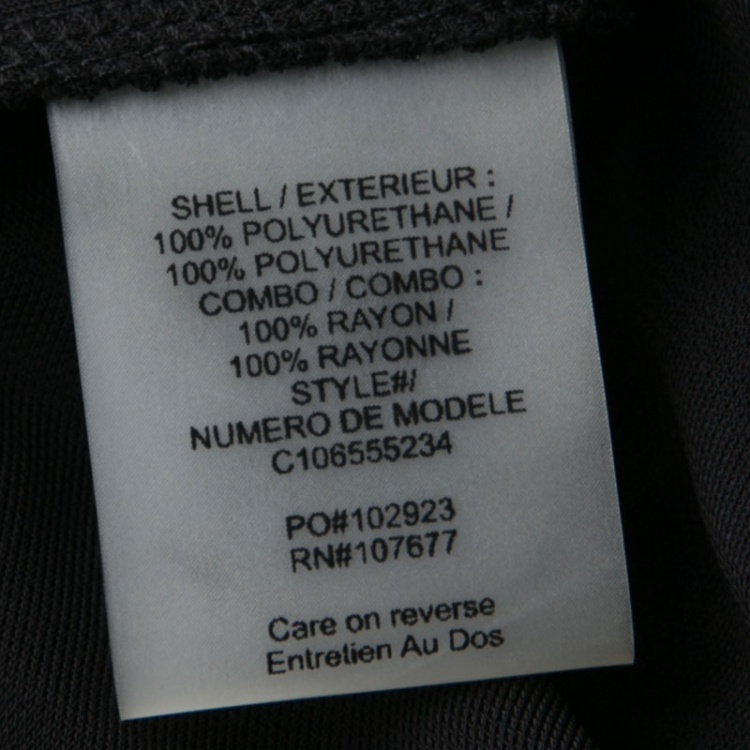 SHELL / EXTERIEUR :
100% POLYURETHANE /
100% POLYURETHANE
COMBO / COMBO :
100% RAYON /
100% RAYONNE
STYLE#/
NUMERO DE MODELE
C106555234
PO#102923
RN#107677
Care on reverse
Entretien Au Dos